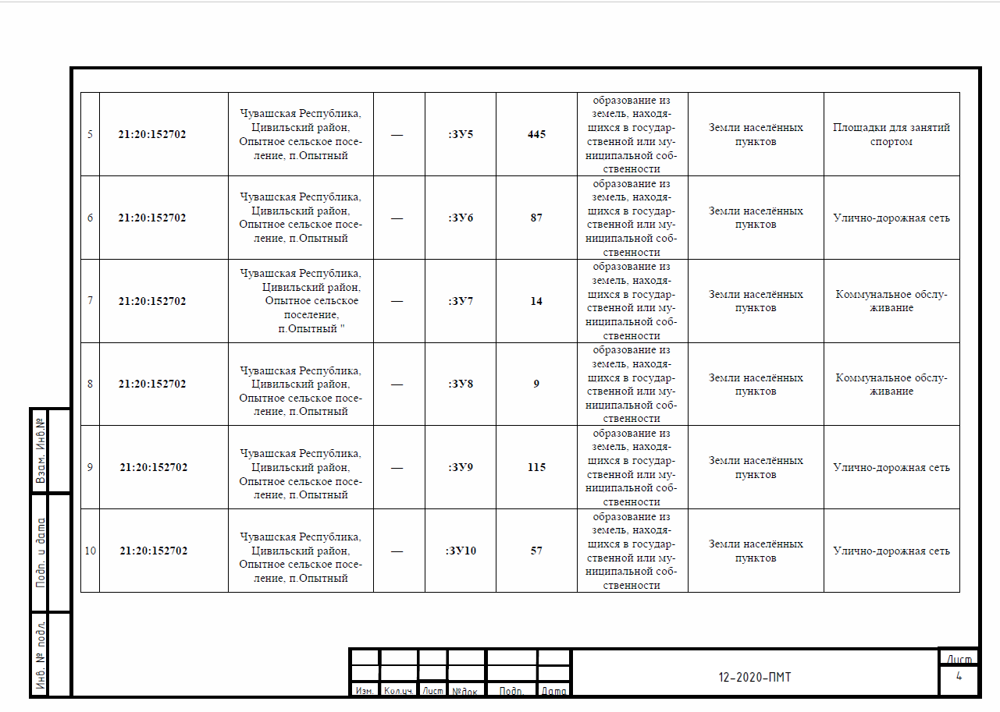 5
21:20:152702
Чувашская Республика,
Цивильский район,
Опытное сельское посе-
ление, п.Опытный
—
:ЗУ5
445
образование из
земель, находя-
щихся в государ-
ственной или му-
ниципальной соб-
ственности
Земли населённых
пунктов
Площадки для занятий
спортом
6
21:20:152702
Чувашская Республика,
Цивильский район,
Опытное сельское посе-
ление, п.Опытный
—
:ЗУ6
87
образование из
земель, находя-
щихся в государ-
ственной или му-
ниципальной соб-
ственности
Земли населённых
пунктов
Улично-дорожная сеть
7
21:20:152702
Чувашская Республика,
Цивильский район,
Опытное сельское
поселение,
п.Опытный "
—
:ЗУ7
14
образование из
земель, находя-
щихся в государ-
ственной или му-
ниципальной соб-
ственности
Земли населённых
пунктов
Коммунальное обслу-
живание
8
21:20:152702
Чувашская Республика,
Цивильский район,
Опытное сельское посе-
ление, п.Опытный
—
:ЗУ8
9
образование из
земель, находя-
щихся в государ-
ственной или му-
ниципальной соб-
ственности
Земли населённых
пунктов
Коммунальное обслу-
живание
9
21:20:152702
Чувашская Республика,
Цивильский район,
Опытное сельское посе-
ление, п.Опытный
—
:ЗУ9
115
образование из
земель, находя-
щихся в государ-
ственной или му-
ниципальной соб-
ственности
Земли населённых
пунктов
Улично-дорожная сеть
10
21:20:152702
Чувашская Республика,
Цивильский район,
Опытное сельское посе-
ление, п.Опытный
—
:ЗУ10
57
образование из
земель, находя-
щихся в государ-
ственной или му-
ниципальной соб-
ственности
Земли населённых
пунктов
Улично-дорожная сеть
Взам. Инв.№
Подп. и дата
Инв. № подл.
Изм. Кол.уч. Лист №док Подп. Дата
12-2020-ПМТ
Лист
4